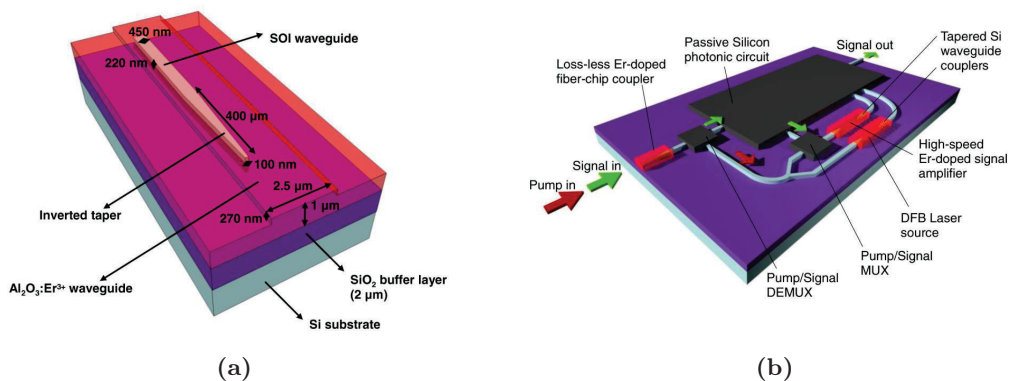 450 nm
SOI waveguide
220 nm
400 μm
100 nm
2.5 μm
1 μm
270 nm
Inverted taper
Al₂O₃:Er³⁺ waveguide
SiO₂ buffer layer
(2 μm)
Si substrate
(a)
Passive Silicon
photonic circuit
Signal out
Tapered Si
waveguide
couplers
Loss-less Er-doped
fiber-chip coupler
High-speed
Er-doped signal
amplifier
Signal in
Pump in
DFB Laser
source
Pump/Signal
MUX
Pump/Signal
DEMUX
(b)